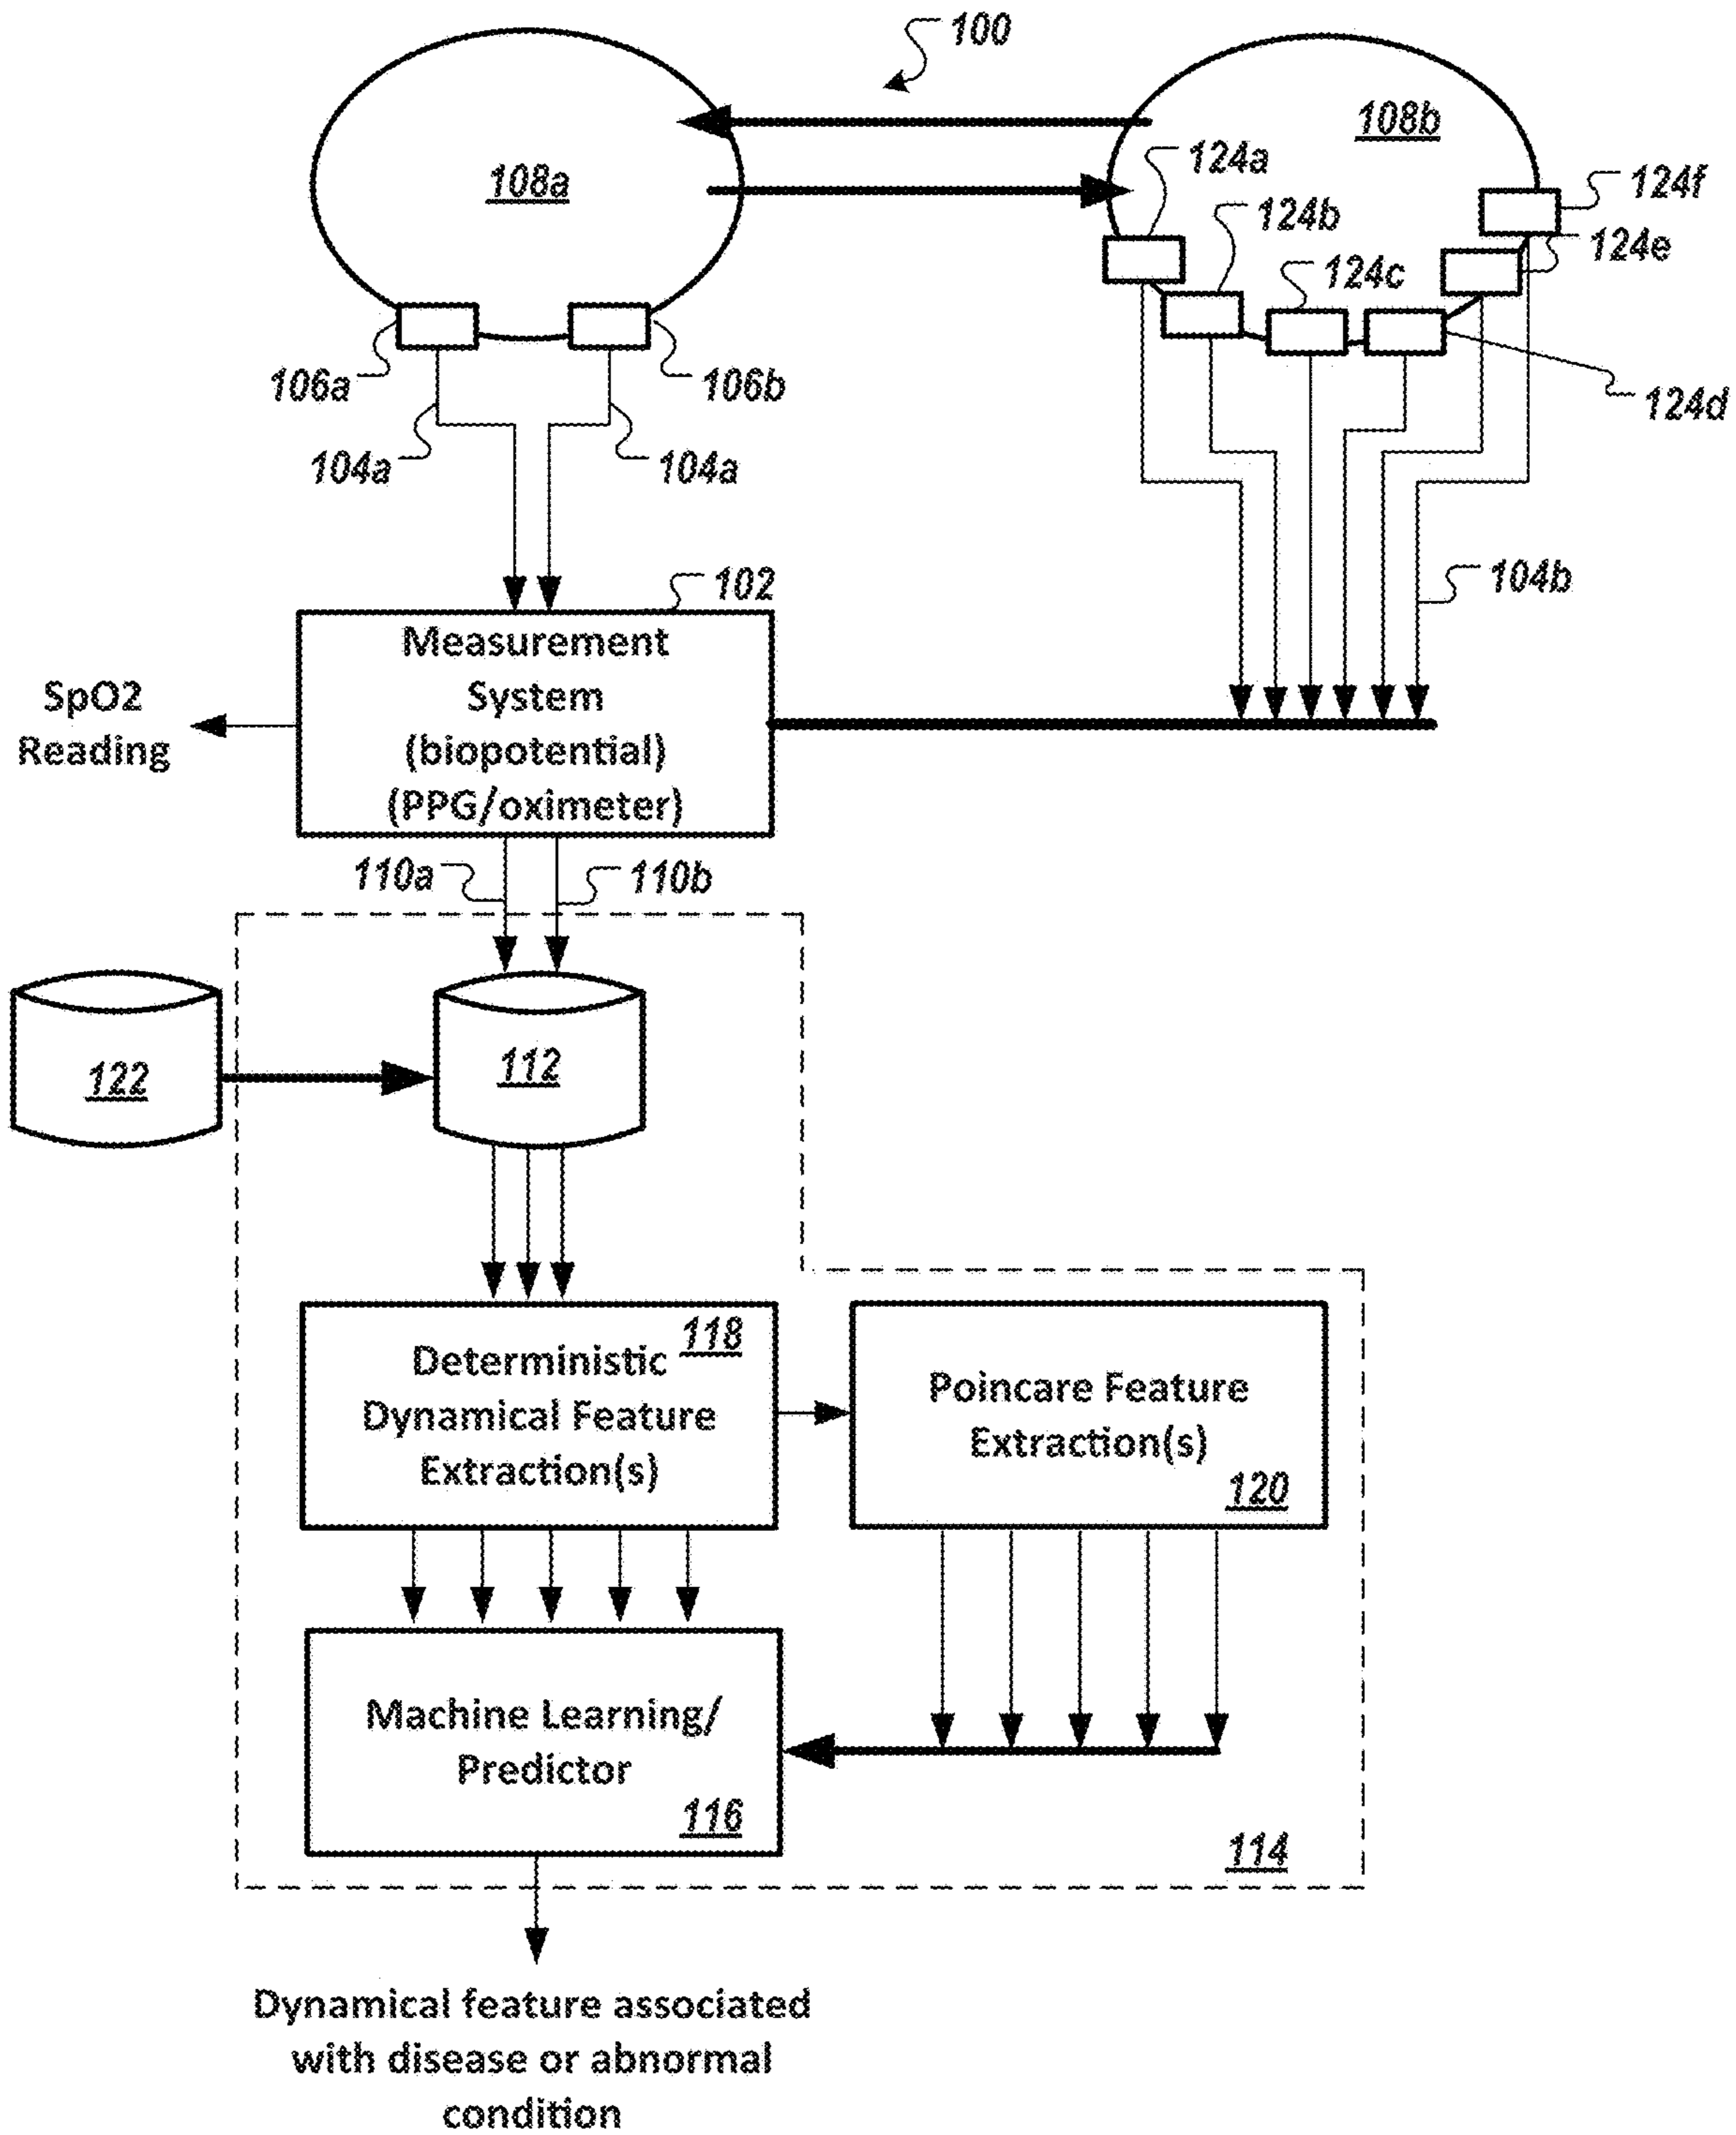 100
108a
108b
124a
124b
124c
124f
124e
124d
106a
106b
104a
104a
104b
102
Measurement
System
(biopotential)
(PPG/oximeter)
SpO2
Reading
110a
110b
122
112
118
Deterministic
Dynamical Feature
Extraction(s)
Poincare Feature
Extraction(s)
120
Machine Learning/
Predictor
116
114
Dynamical feature associated
with disease or abnormal
condition